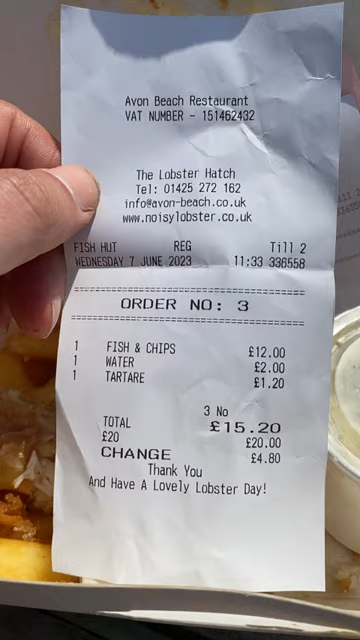 Avon Beach Restaurant
VAT NUMBER - 151462432
The Lobster Hatch
Tel: 01425 272 162
info@avon-beach.co.uk
www.noisylobster.co.uk
FISH HUT REG Till 2
WEDNESDAY 7 JUNE 2023 11:33 336558
ORDER NO: 3
1 FISH & CHIPS £12.00
1 WATER £2.00
1 TARTARE £1.20
3 No
TOTAL £15.20
£20 £20.00
CHANGE £4.80
Thank You
And Have A Lovely Lobster Day!